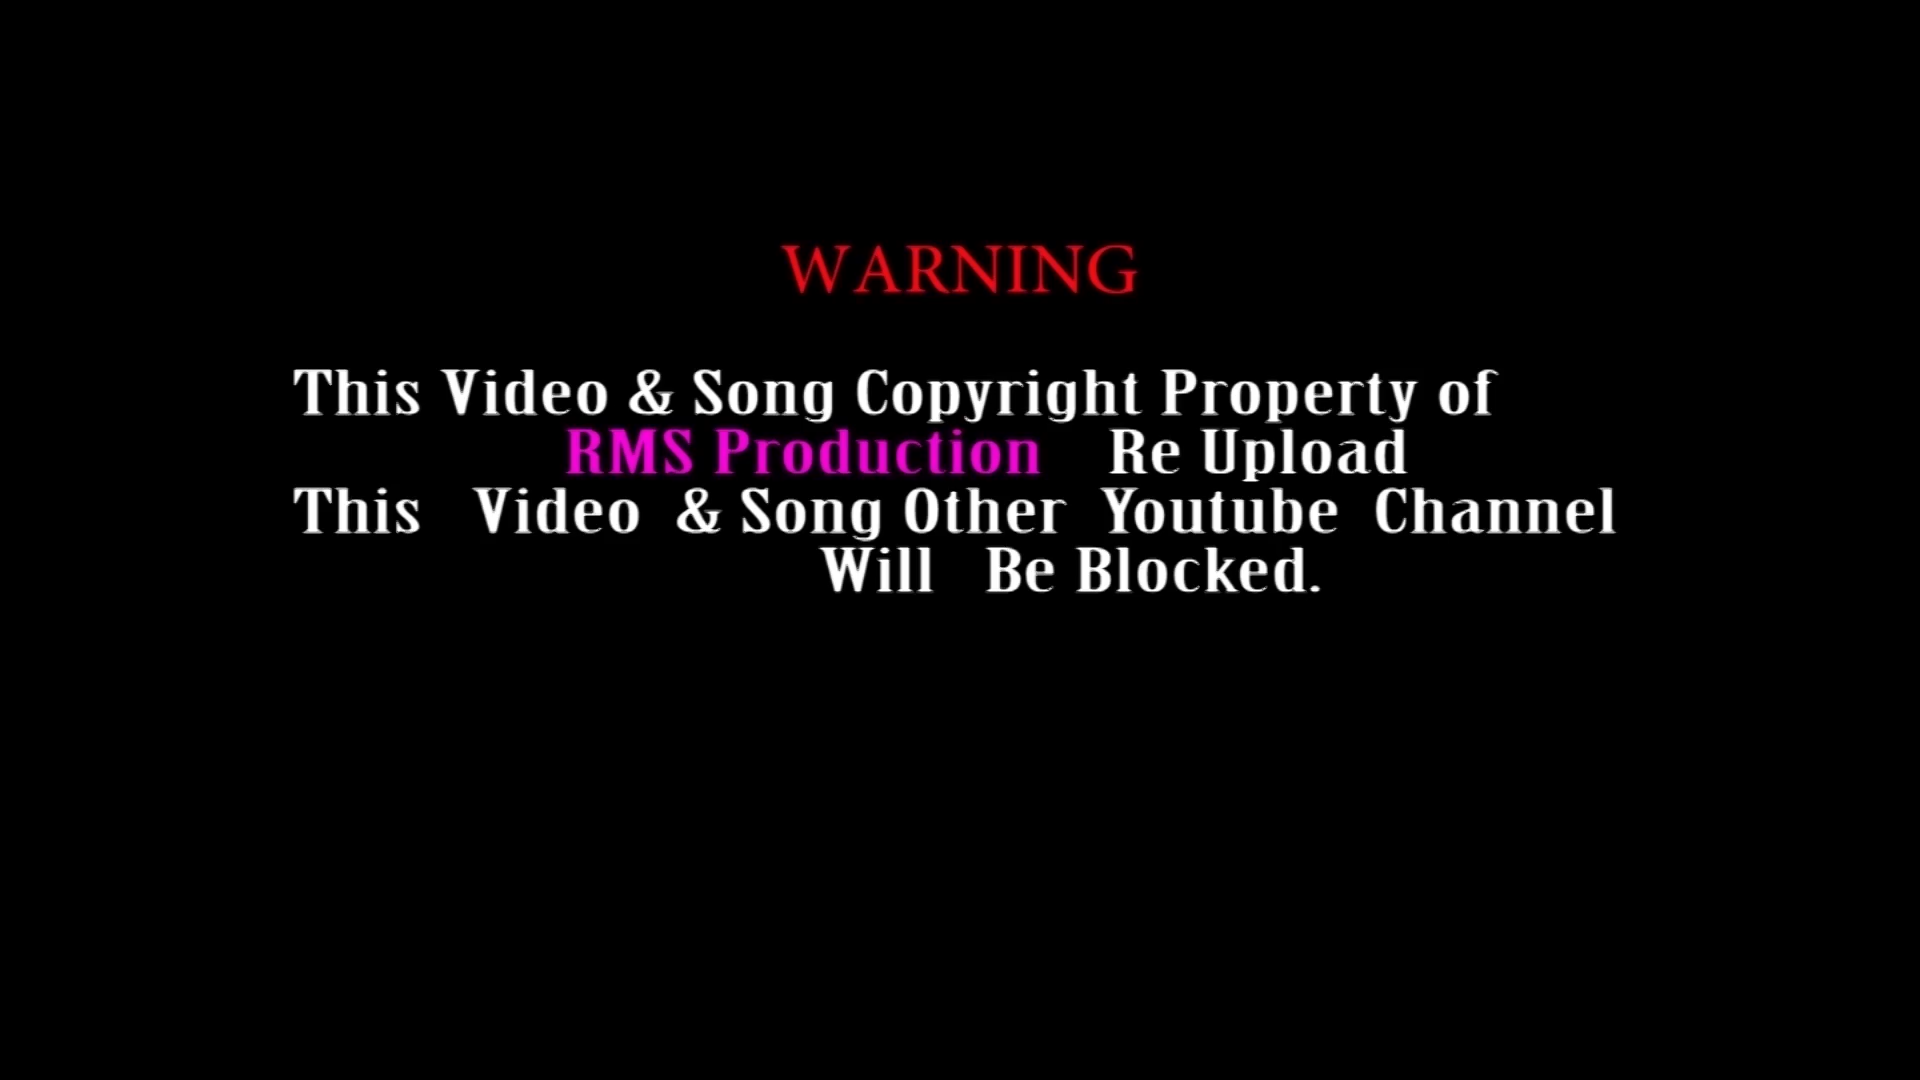 WARNING
This Video & Song Copyright Property of
RMS Production Re Upload
This Video & Song Other Youtube Channel
Will Be Blocked.